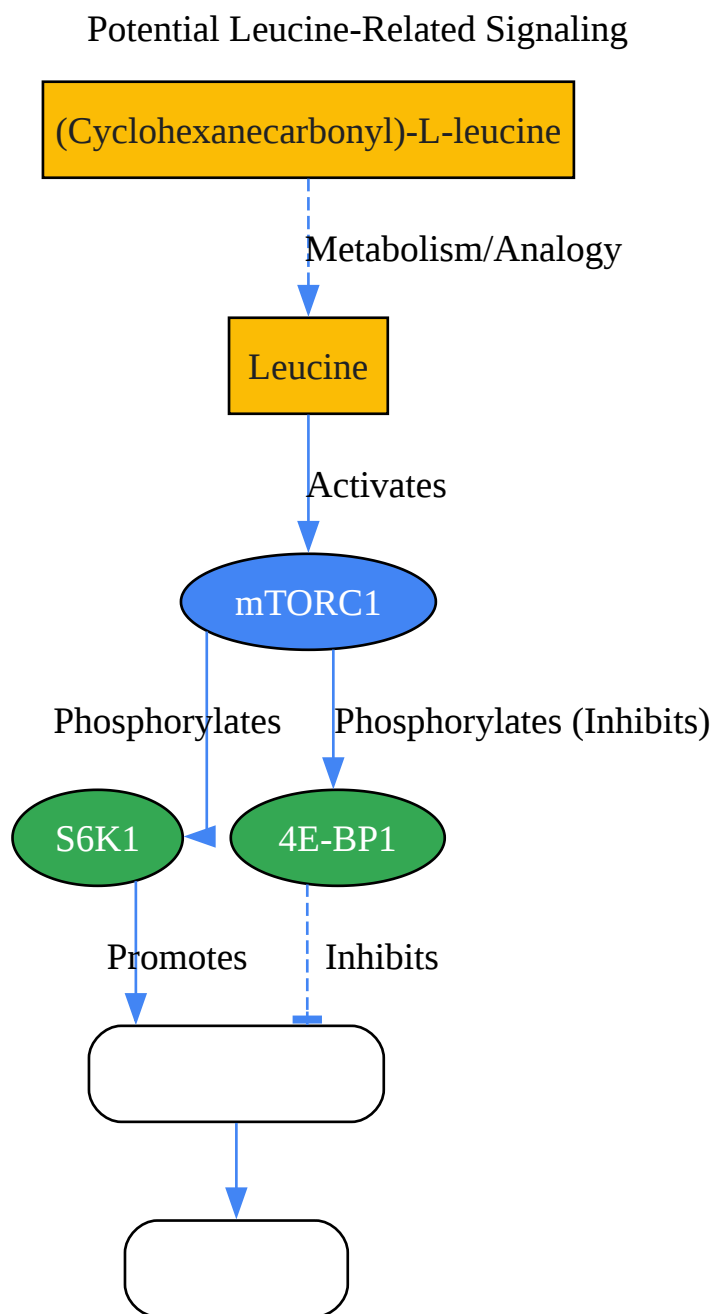 Potential Leucine-Related Signaling
(Cyclohexanecarbonyl)-L-leucine
Metabolism/Analogy
Leucine
Activates
mTORC1
Phosphorylates
Phosphorylates (Inhibits)
S6K1
4E-BP1
Promotes
Inhibits